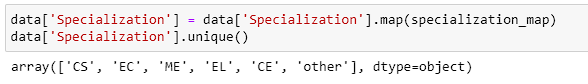 data['Specialization'] = data['Specialization'].map(specialization_map)
data['Specialization'].unique()
array(['CS', 'EC', 'ME', 'EL', 'CE', 'other'], dtype=object)